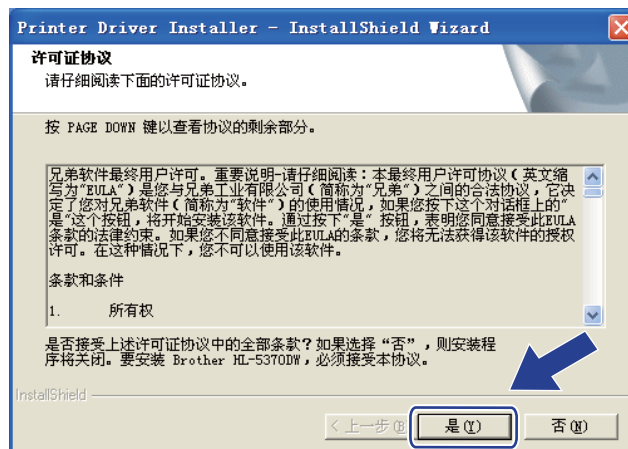 Printer Driver Installer - InstallShield Wizard
许可证协议
请仔细阅读下面的许可证协议。
按 PAGE DOWN 键以查看协议的剩余部分。
兄弟软件最终用户许可。重要说明-请仔细阅读：本最终用户许可协议（英文缩
写为"EULA"）是您与兄弟工业有限公司（简称为"兄弟"）之间的合法协议，它决
定了您对兄弟软件（简称为"软件"）的使用情况，如果您按下这个对话框上的"
是"这个按钮，将开始安装该软件。通过按下"是" 按钮，表明您同意接受此EULA
条款的法律约束。如果您不同意接受此EULA的条款，您将无法获得该软件的授权
许可。在这种情况下，您不可以使用该软件。
条款和条件
1. 所有权
是否接受上述许可证协议中的全部条款？如果选择“否”，则安装程
序将关闭。要安装 Brother HL-5370DW，必须接受本协议。
InstallShield
< 上一步(B)
是(Y)
否(N)